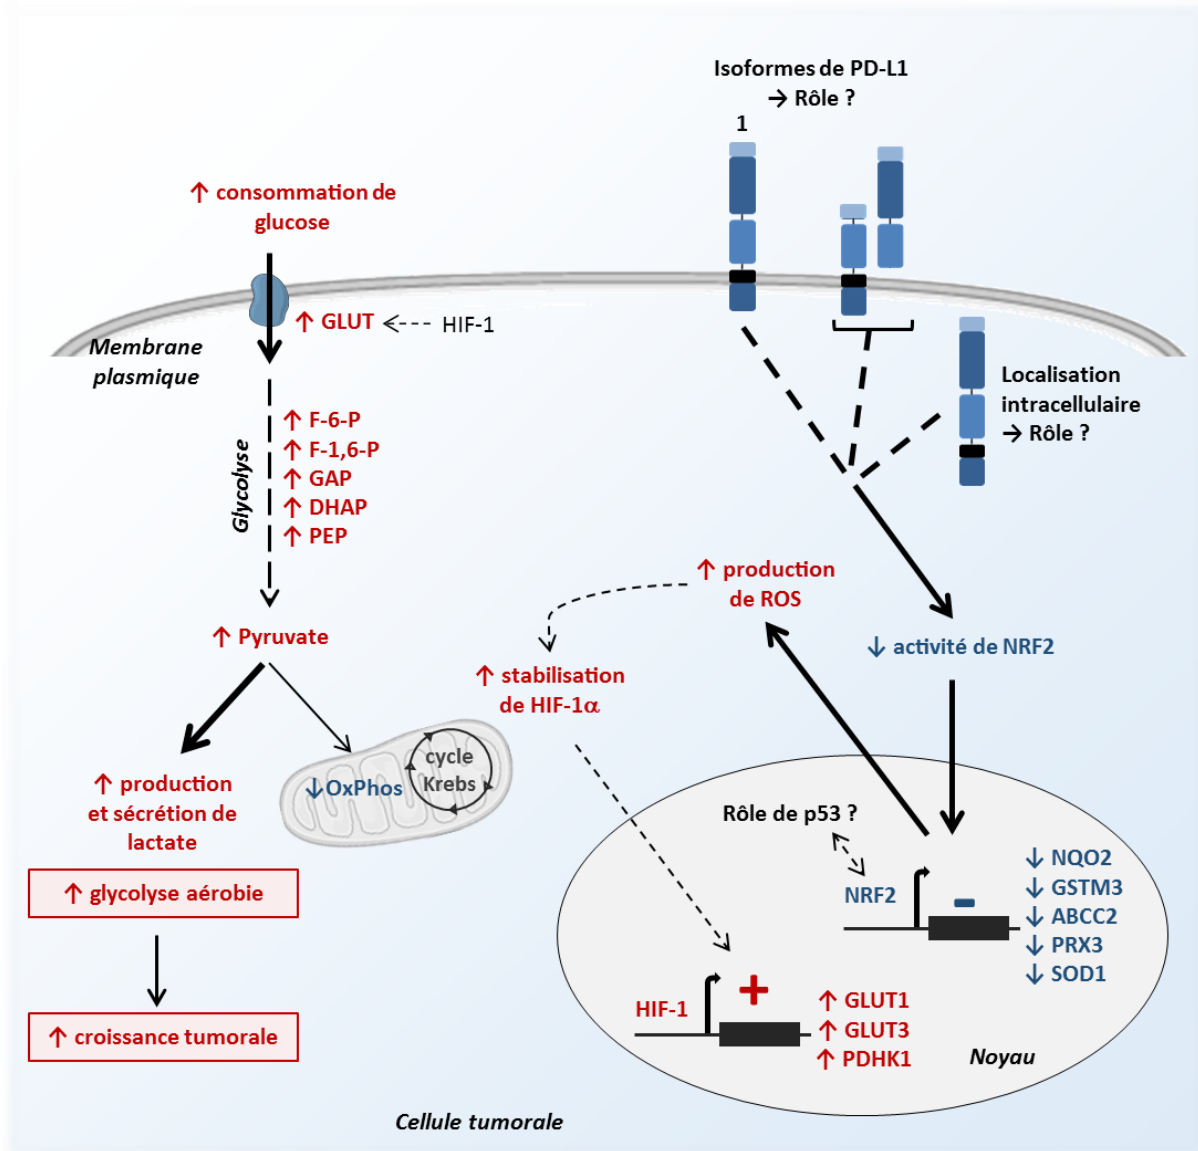 Isoformes de PD-L1
→ Rôle ?
1
↑ consommation de
glucose
↑ GLUT
HIF-1
Membrane
plasmique
Localisation
intracellulaire
→ Rôle ?
Glycolyse
↑ F-6-P
↑ F-1,6-P
↑ GAP
↑ DHAP
↑ PEP
↑ production
de ROS
↑ Pyruvate
↓ activité de NRF2
↑ stabilisation
de HIF-1α
cycle
Krebs
↓OxPhos
↑ production
et sécrétion de
lactate
Rôle de p53 ?
↑ glycolyse aérobie
NRF2
-
↓ NQO2
↓ GSTM3
↓ ABCC2
↓ PRX3
↓ SOD1
HIF-1
+
↑ GLUT1
↑ GLUT3
↑ PDHK1
↑ croissance tumorale
Noyau
Cellule tumorale